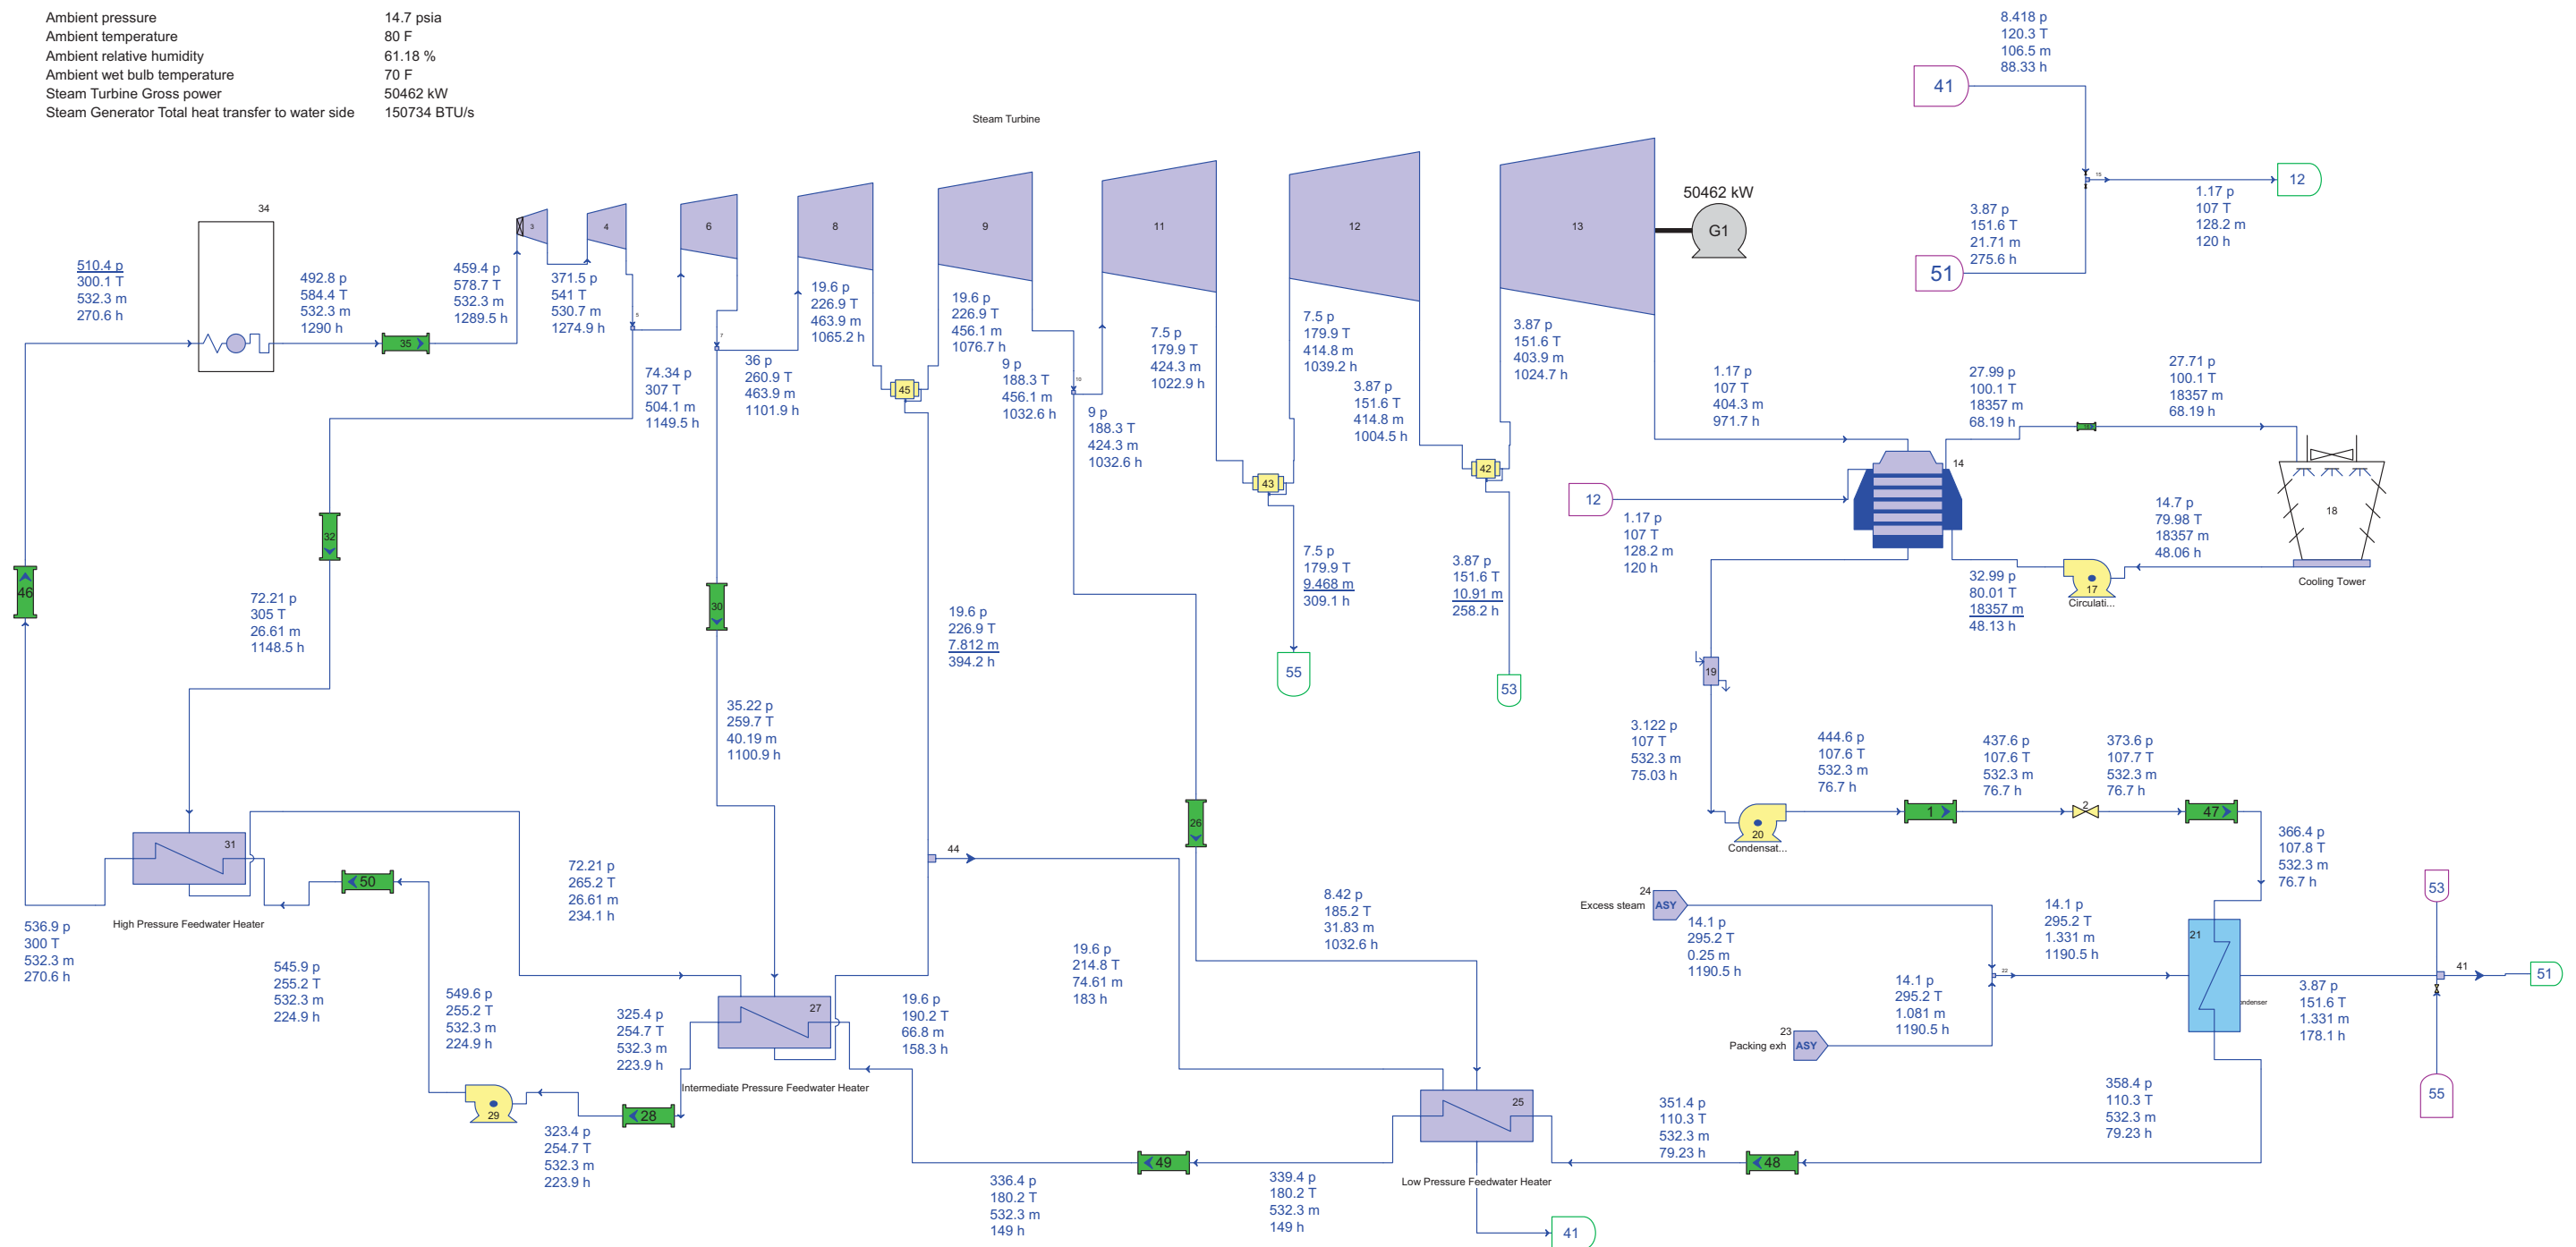 Ambient pressure 14.7 psia
Ambient temperature 80 F
Ambient relative humidity 61.18 %
Ambient wet bulb temperature 70 F
Steam Turbine Gross power 50462 kW
Steam Generator Total heat transfer to water side 150734 BTU/s
Steam Turbine
8.418 p
120.3 T
106.5 m
88.33 h
41
15
12
1.17 p
107 T
128.2 m
120 h
3.87 p
151.6 T
21.71 m
275.6 h
51
34
510.4 p
300.1 T
532.3 m
270.6 h
492.8 p
584.4 T
532.3 m
1290 h
35
459.4 p
578.7 T
532.3 m
1289.5 h
3
371.5 p
541 T
530.7 m
1274.9 h
4
5
6
7
74.34 p
307 T
504.1 m
1149.5 h
36 p
260.9 T
463.9 m
1101.9 h
8
19.6 p
226.9 T
463.9 m
1065.2 h
45
9
19.6 p
226.9 T
456.1 m
1076.7 h
9 p
188.3 T
456.1 m
1032.6 h
10
9 p
188.3 T
424.3 m
1032.6 h
11
7.5 p
179.9 T
424.3 m
1022.9 h
43
12
7.5 p
179.9 T
414.8 m
1039.2 h
3.87 p
151.6 T
414.8 m
1004.5 h
42
13
3.87 p
151.6 T
403.9 m
1024.7 h
50462 kW
G1
1.17 p
107 T
404.3 m
971.7 h
14
27.99 p
100.1 T
18357 m
68.19 h
27.71 p
100.1 T
18357 m
68.19 h
18
Cooling Tower
14.7 p
79.98 T
18357 m
48.06 h
17
Circulati...
32.99 p
80.01 T
18357 m
48.13 h
12
1.17 p
107 T
128.2 m
120 h
7.5 p
179.9 T
9.468 m
309.1 h
55
3.87 p
151.6 T
10.91 m
258.2 h
53
19
3.122 p
107 T
532.3 m
75.03 h
20
Condensat...
444.6 p
107.6 T
532.3 m
76.7 h
1
437.6 p
107.6 T
532.3 m
76.7 h
2
373.6 p
107.7 T
532.3 m
76.7 h
47
366.4 p
107.8 T
532.3 m
76.7 h
46
32
72.21 p
305 T
26.61 m
1148.5 h
30
35.22 p
259.7 T
40.19 m
1100.9 h
19.6 p
226.9 T
7.812 m
394.2 h
26
31
High Pressure Feedwater Heater
50
536.9 p
300 T
532.3 m
270.6 h
545.9 p
255.2 T
532.3 m
224.9 h
549.6 p
255.2 T
532.3 m
224.9 h
72.21 p
265.2 T
26.61 m
234.1 h
44
19.6 p
214.8 T
74.61 m
183 h
8.42 p
185.2 T
31.83 m
1032.6 h
27
Intermediate Pressure Feedwater Heater
19.6 p
190.2 T
66.8 m
158.3 h
325.4 p
254.7 T
532.3 m
223.9 h
28
29
323.4 p
254.7 T
532.3 m
223.9 h
24
Excess steam
ASY
14.1 p
295.2 T
0.25 m
1190.5 h
23
Packing exh
ASY
14.1 p
295.2 T
1.081 m
1190.5 h
22
14.1 p
295.2 T
1.331 m
1190.5 h
21
ondenser
3.87 p
151.6 T
1.331 m
178.1 h
53
41
51
55
358.4 p
110.3 T
532.3 m
79.23 h
48
351.4 p
110.3 T
532.3 m
79.23 h
25
Low Pressure Feedwater Heater
41
49
339.4 p
180.2 T
532.3 m
149 h
336.4 p
180.2 T
532.3 m
149 h